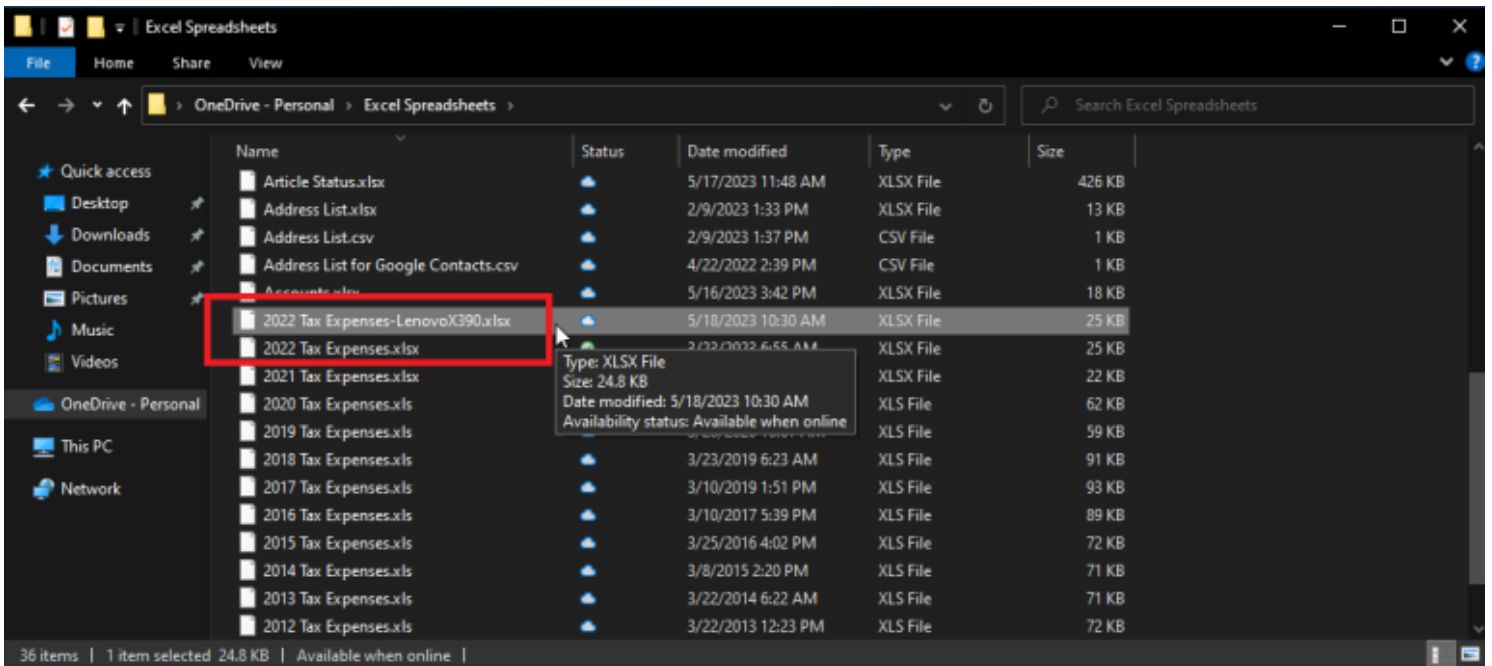 Excel Spreadsheets
File Home Share View
OneDrive - Personal Excel Spreadsheets Search Excel Spreadsheets
Name Status Date modified Type Size
Quick access
Desktop
Downloads
Documents
Pictures
Music
Videos
OneDrive - Personal
This PC
Network
Article Status.xlsx 5/17/2023 11:48 AM XLSX File 426 KB
Address List.xlsx 2/9/2023 1:33 PM XLSX File 13 KB
Address List.csv 2/9/2023 1:37 PM CSV File 1 KB
Address List for Google Contacts.csv 4/22/2022 2:39 PM CSV File 1 KB
Accounts.xlsx 5/16/2023 3:42 PM XLSX File 18 KB
2022 Tax Expenses-LenovoX390.xlsx 5/18/2023 10:30 AM XLSX File 25 KB
2022 Tax Expenses.xlsx 3/23/2023 6:55 AM XLSX File 25 KB
2021 Tax Expenses.xlsx XLSX File 22 KB
2020 Tax Expenses.xls XLS File 62 KB
2019 Tax Expenses.xls XLS File 59 KB
2018 Tax Expenses.xls 3/23/2019 6:23 AM XLS File 91 KB
2017 Tax Expenses.xls 3/10/2019 1:51 PM XLS File 93 KB
2016 Tax Expenses.xls 3/10/2017 5:39 PM XLS File 89 KB
2015 Tax Expenses.xls 3/25/2016 4:02 PM XLS File 72 KB
2014 Tax Expenses.xls 3/8/2015 2:20 PM XLS File 71 KB
2013 Tax Expenses.xls 3/22/2014 6:22 AM XLS File 71 KB
2012 Tax Expenses.xls 3/22/2013 12:23 PM XLS File 72 KB
Type: XLSX File
Size: 24.8 KB
Date modified: 5/18/2023 10:30 AM
Availability status: Available when online
36 items | 1 item selected 24.8 KB | Available when online |